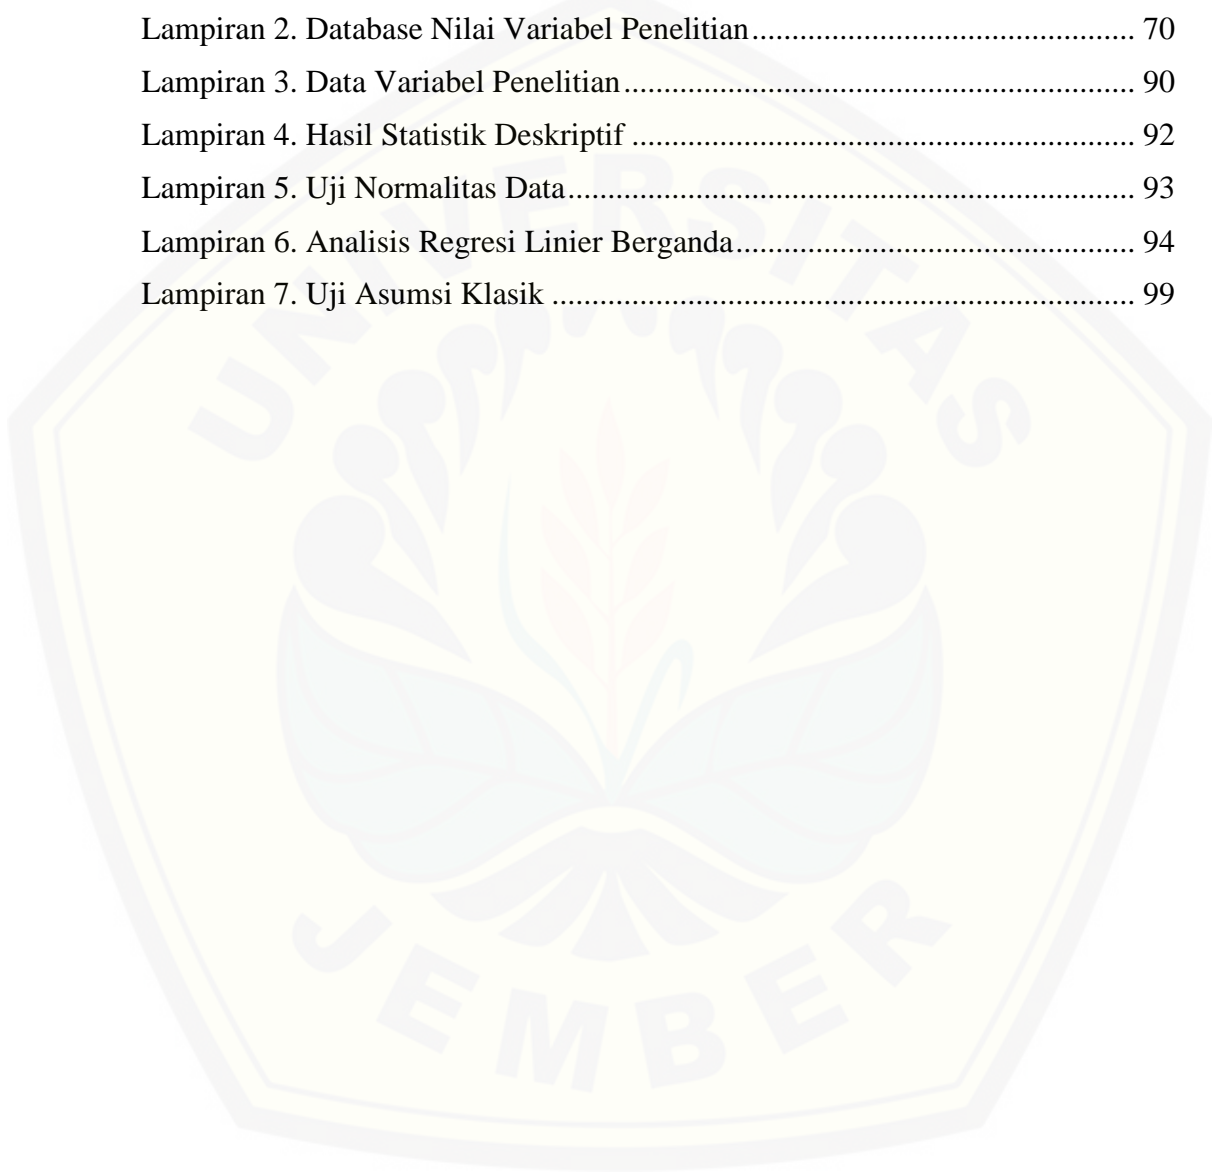 Lampiran 2. Database Nilai Variabel Penelitian................................................. 70
Lampiran 3. Data Variabel Penelitian................................................................. 90
Lampiran 4. Hasil Statistik Deskriptif ................................................................ 92
Lampiran 5. Uji Normalitas Data........................................................................ 93
Lampiran 6. Analisis Regresi Linier Berganda................................................... 94
Lampiran 7. Uji Asumsi Klasik .......................................................................... 99
UNIVERSITAS
JEMBER